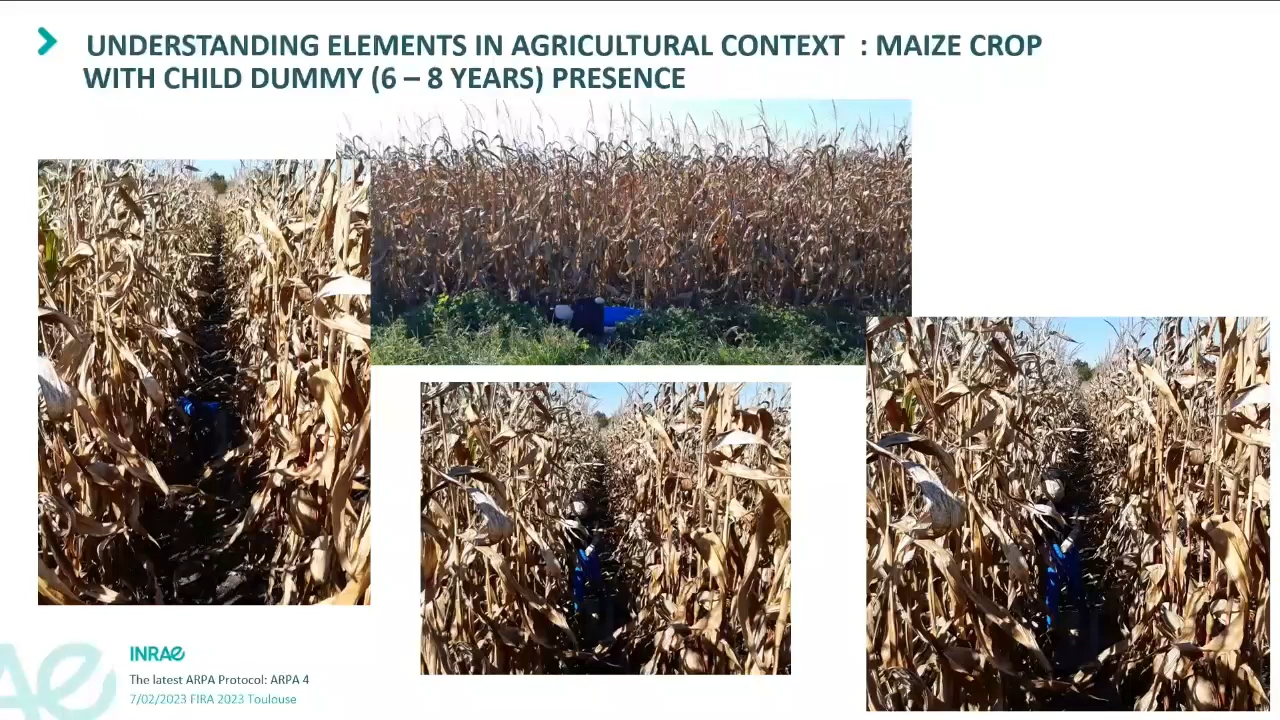 UNDERSTANDING ELEMENTS IN AGRICULTURAL CONTEXT : MAIZE CROP
WITH CHILD DUMMY (6 – 8 YEARS) PRESENCE
INRAE
The latest ARPA Protocol: ARPA 4
7/02/2023 FIRA 2023 Toulouse